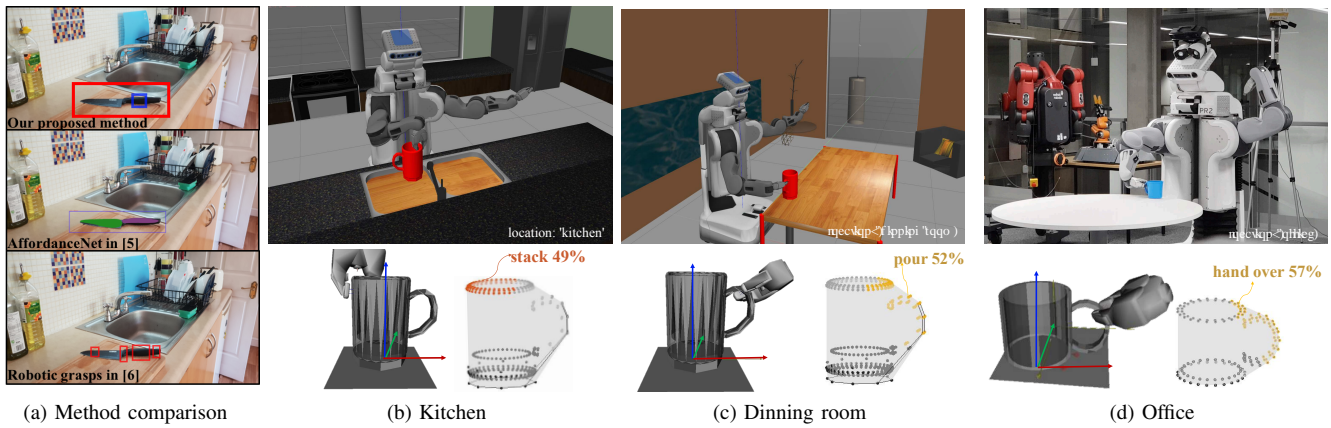 Our proposed method
AffordanceNet in [5]
Robotic grasps in [6]
location: 'kitchen'
stack 49%
pour 52%
PR2
hand over 57%
(a) Method comparison
(b) Kitchen
(c) Dinning room
(d) Office